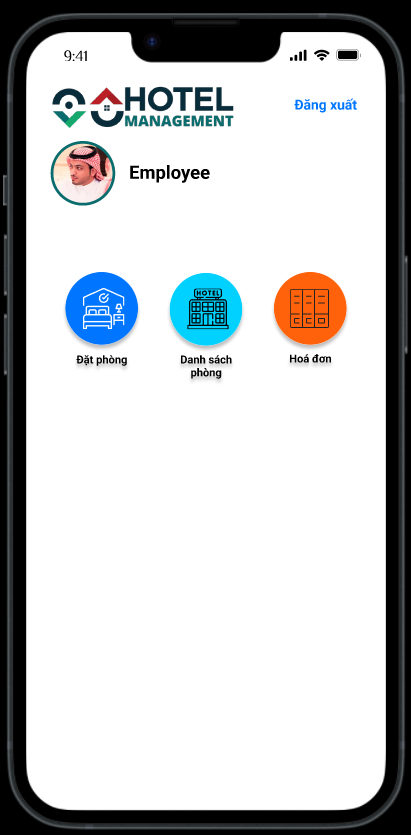 9:41
HOTEL
MANAGEMENT
Đăng xuất
Employee
HOTEL
Đặt phòng
Danh sách
phòng
Hoá đơn